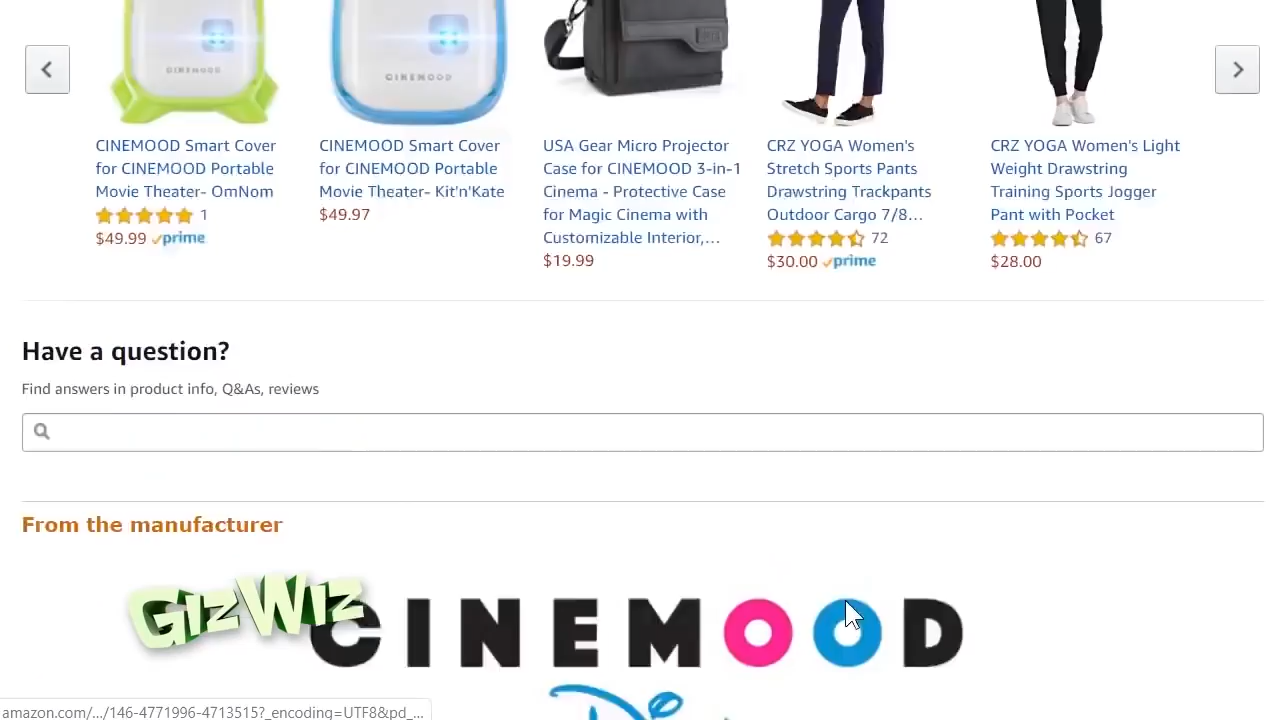 CINEMOOD
CINEMOOD
CINEMOOD Smart Cover
for CINEMOOD Portable
Movie Theater- OmNom
1
$49.99 prime
CINEMOOD Smart Cover
for CINEMOOD Portable
Movie Theater- Kit'n'Kate
$49.97
USA Gear Micro Projector
Case for CINEMOOD 3-in-1
Cinema - Protective Case
for Magic Cinema with
Customizable Interior,...
$19.99
CRZ YOGA Women's
Stretch Sports Pants
Drawstring Trackpants
Outdoor Cargo 7/8...
72
$30.00 prime
CRZ YOGA Women's Light
Weight Drawstring
Training Sports Jogger
Pant with Pocket
67
$28.00
Have a question?
Find answers in product info, Q&As, reviews
From the manufacturer
GizWiz
CINEMOOD
amazon.com/.../146-4771996-4713515?_encoding=UTF8&pd_...